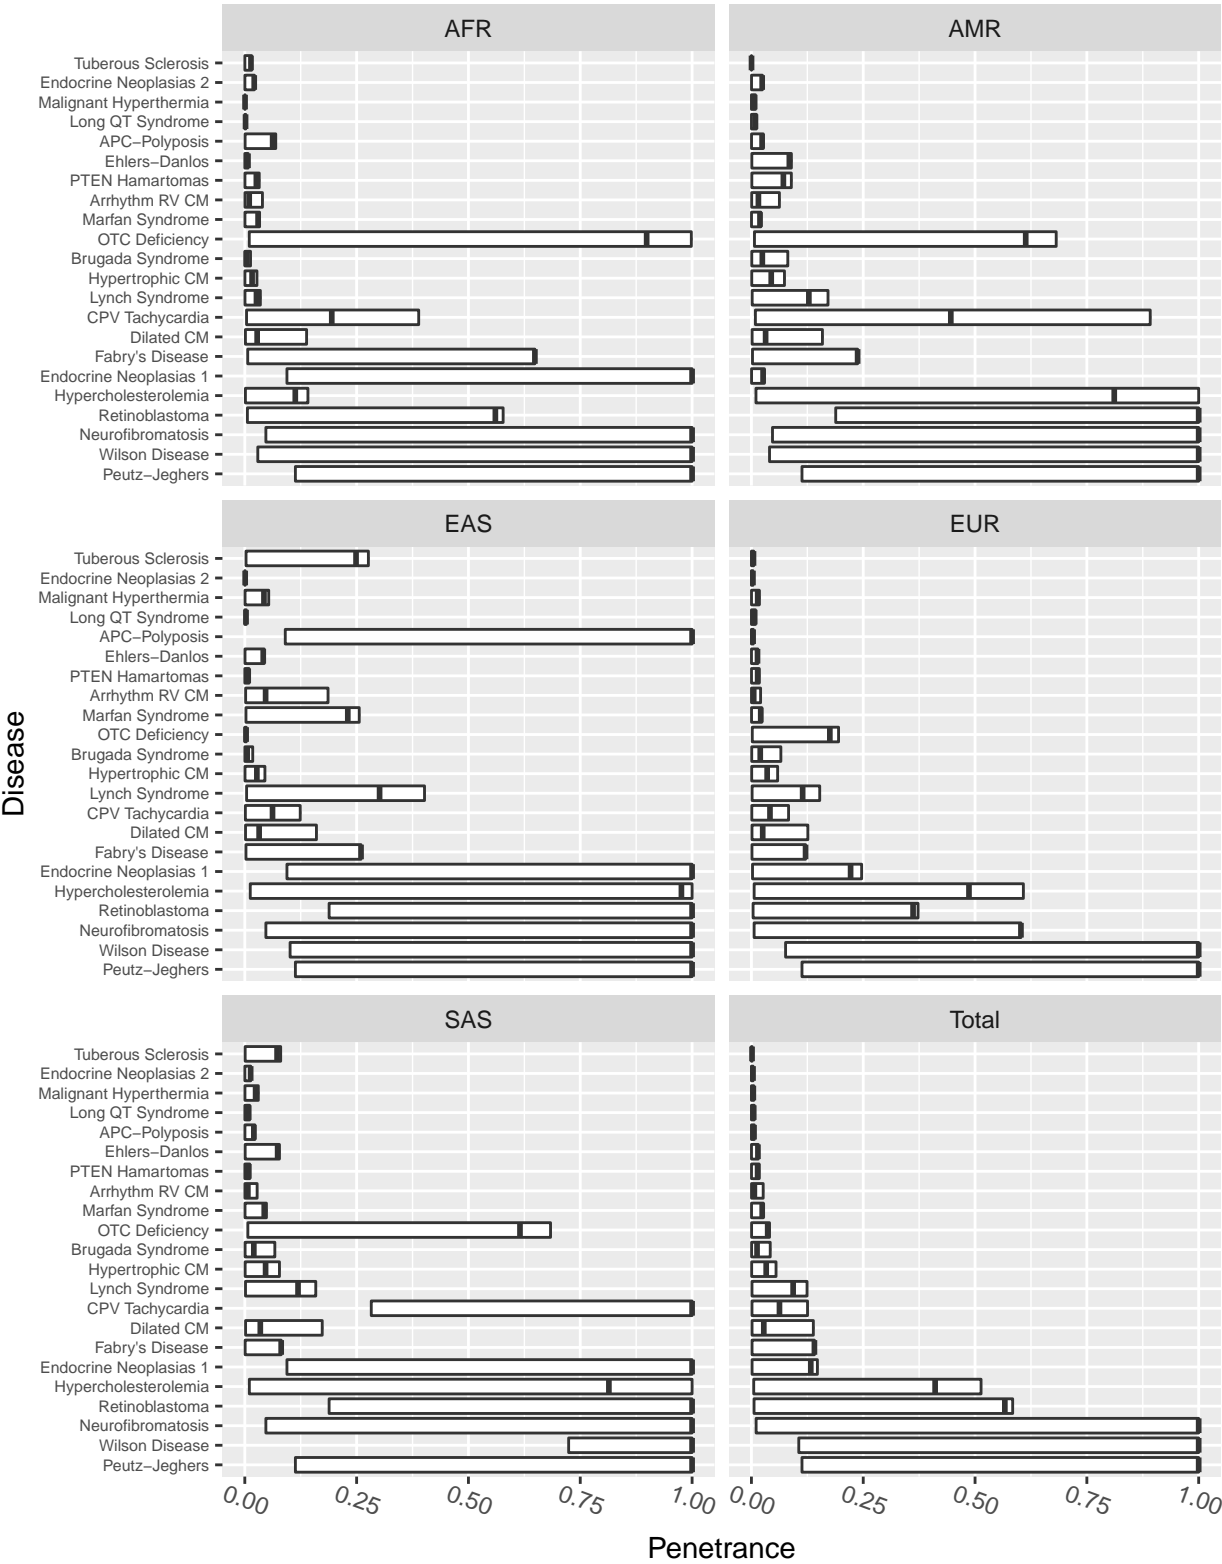 AFR
AMR
Tuberous Sclerosis
Endocrine Neoplasias 2
Malignant Hyperthermia
Long QT Syndrome
APC−Polyposis
Ehlers−Danlos
PTEN Hamartomas
Arrhythm RV CM
Marfan Syndrome
OTC Deficiency
Brugada Syndrome
Hypertrophic CM
Lynch Syndrome
CPV Tachycardia
Dilated CM
Fabry's Disease
Endocrine Neoplasias 1
Hypercholesterolemia
Retinoblastoma
Neurofibromatosis
Wilson Disease
Peutz−Jeghers
EAS
EUR
Tuberous Sclerosis
Endocrine Neoplasias 2
Malignant Hyperthermia
Long QT Syndrome
APC−Polyposis
Ehlers−Danlos
PTEN Hamartomas
Arrhythm RV CM
Marfan Syndrome
OTC Deficiency
Brugada Syndrome
Hypertrophic CM
Lynch Syndrome
CPV Tachycardia
Dilated CM
Fabry's Disease
Endocrine Neoplasias 1
Hypercholesterolemia
Retinoblastoma
Neurofibromatosis
Wilson Disease
Peutz−Jeghers
Disease
SAS
Total
Tuberous Sclerosis
Endocrine Neoplasias 2
Malignant Hyperthermia
Long QT Syndrome
APC−Polyposis
Ehlers−Danlos
PTEN Hamartomas
Arrhythm RV CM
Marfan Syndrome
OTC Deficiency
Brugada Syndrome
Hypertrophic CM
Lynch Syndrome
CPV Tachycardia
Dilated CM
Fabry's Disease
Endocrine Neoplasias 1
Hypercholesterolemia
Retinoblastoma
Neurofibromatosis
Wilson Disease
Peutz−Jeghers
0.00 0.25 0.50 0.75 1.00
0.00 0.25 0.50 0.75 1.00
Penetrance